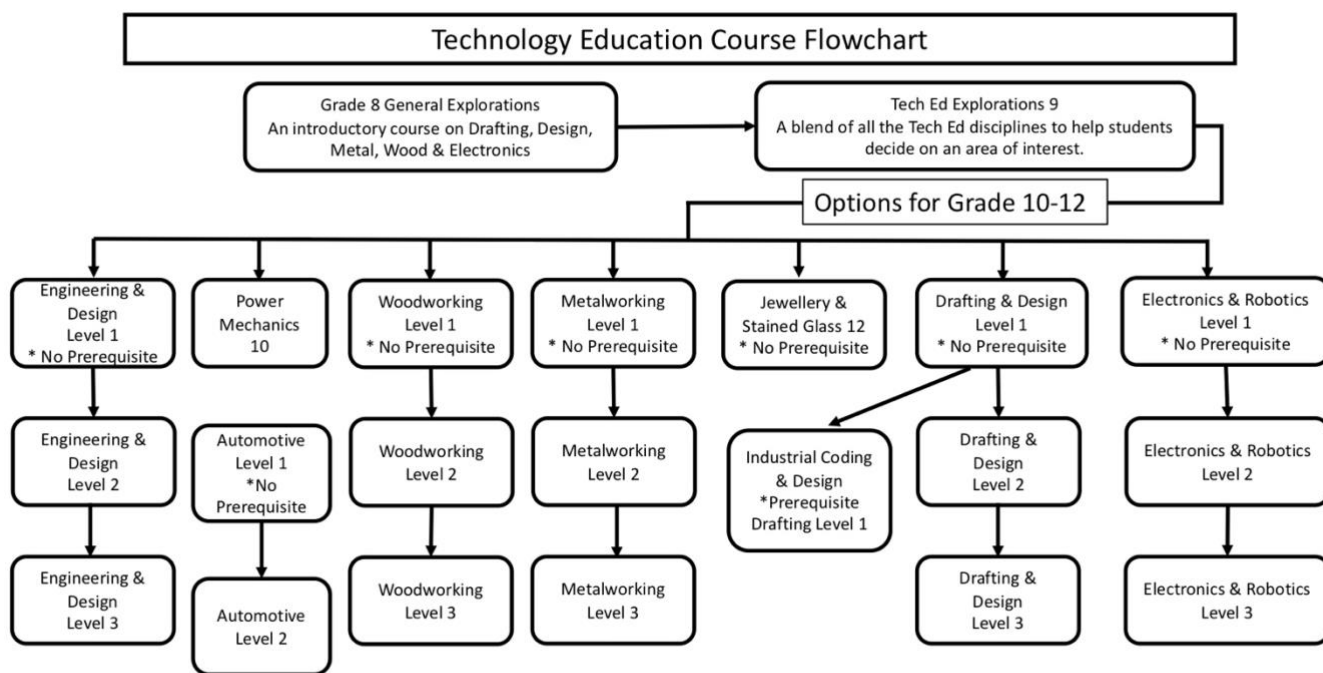 Technology Education Course Flowchart
Grade 8 General Explorations
An introductory course on Drafting, Design,
Metal, Wood & Electronics
Tech Ed Explorations 9
A blend of all the Tech Ed disciplines to help students
decide on an area of interest.
Options for Grade 10-12
Engineering &
Design
Level 1
* No Prerequisite
Power
Mechanics
10
Woodworking
Level 1
* No Prerequisite
Metalworking
Level 1
* No Prerequisite
Jewellery &
Stained Glass 12
* No Prerequisite
Drafting & Design
Level 1
* No Prerequisite
Electronics & Robotics
Level 1
* No Prerequisite
Engineering &
Design
Level 2
Automotive
Level 1
*No
Prerequisite
Woodworking
Level 2
Metalworking
Level 2
Industrial Coding
& Design
*Prerequisite
Drafting Level 1
Drafting &
Design
Level 2
Electronics & Robotics
Level 2
Engineering &
Design
Level 3
Automotive
Level 2
Woodworking
Level 3
Metalworking
Level 3
Drafting &
Design
Level 3
Electronics & Robotics
Level 3